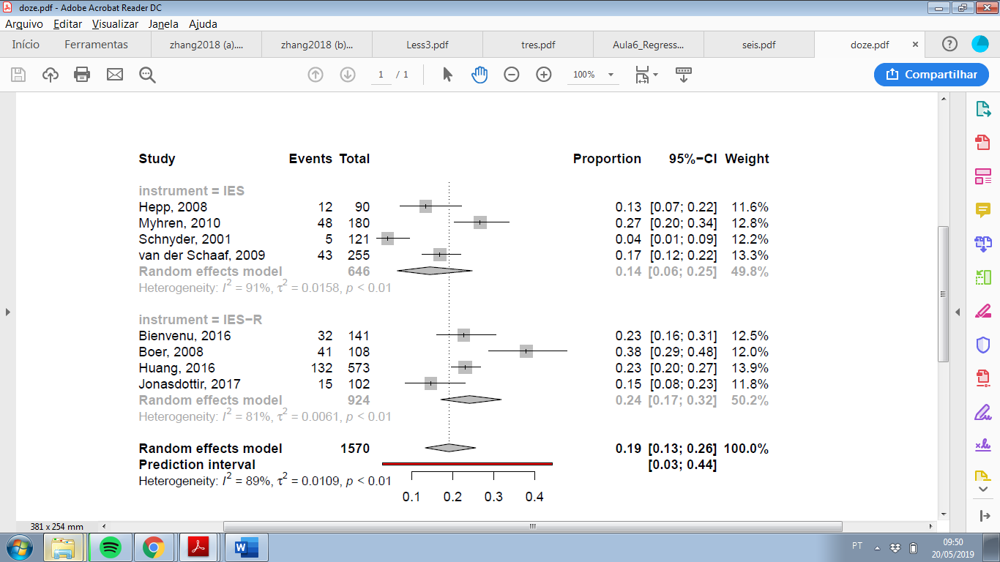 doze.pdf - Adobe Acrobat Reader DC
Arquivo Editar Visualizar Janela Ajuda
Início Ferramentas zhang2018 (a).... zhang2018 (b)... Less3.pdf tres.pdf Aula6_Regress... seis.pdf doze.pdf
1 / 1 100% Compartilhar
Study Events Total Proportion 95%−CI Weight
instrument = IES
Hepp, 2008 12 90 0.13 [0.07; 0.22] 11.6%
Myhren, 2010 48 180 0.27 [0.20; 0.34] 12.8%
Schnyder, 2001 5 121 0.04 [0.01; 0.09] 12.2%
van der Schaaf, 2009 43 255 0.17 [0.12; 0.22] 13.3%
Random effects model 646 0.14 [0.06; 0.25] 49.8%
Heterogeneity: I² = 91%, τ² = 0.0158, p < 0.01
instrument = IES−R
Bienvenu, 2016 32 141 0.23 [0.16; 0.31] 12.5%
Boer, 2008 41 108 0.38 [0.29; 0.48] 12.0%
Huang, 2016 132 573 0.23 [0.20; 0.27] 13.9%
Jonasdottir, 2017 15 102 0.15 [0.08; 0.23] 11.8%
Random effects model 924 0.24 [0.17; 0.32] 50.2%
Heterogeneity: I² = 81%, τ² = 0.0061, p < 0.01
Random effects model 1570 0.19 [0.13; 0.26] 100.0%
Prediction interval [0.03; 0.44]
Heterogeneity: I² = 89%, τ² = 0.0109, p < 0.01
0.1 0.2 0.3 0.4
381 x 254 mm
PT 09:50
20/05/2019